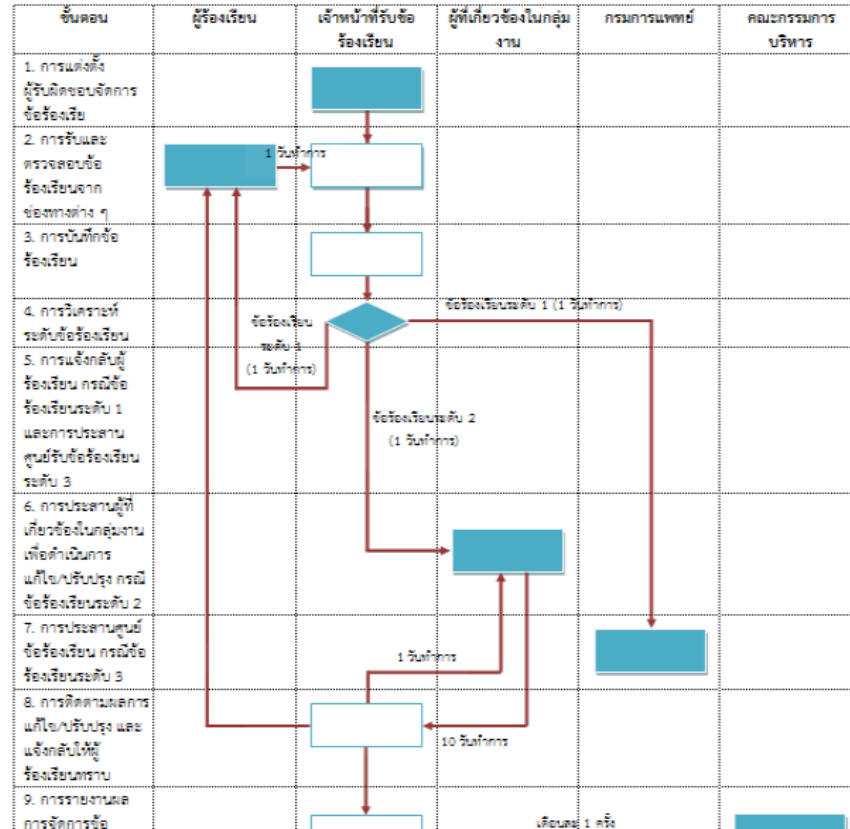 ขั้นตอน
ผู้ร้องเรียน
เจ้าหน้าที่รับข้อ
ร้องเรียน
ผู้ที่เกี่ยวข้องในกลุ่ม
งาน
กรมการแพทย์
คณะกรรมการ
บริหาร
1. การแต่งตั้ง
ผู้รับผิดชอบจัดการ
ข้อร้องเรีย
2. การรับและ
ตรวจสอบข้อ
ร้องเรียนจาก
ช่องทางต่าง ๆ
1 วันทำการ
3. การบันทึกข้อ
ร้องเรียน
4. การวิเคราะห์
ระดับข้อร้องเรียน
ข้อร้องเรียน
ระดับ 1
(1 วันทำการ)
ข้อร้องเรียนระดับ 1 (1 วันทำการ)
5. การแจ้งกลับผู้
ร้องเรียน กรณีข้อ
ร้องเรียนระดับ 1
และการประสาน
ศูนย์รับข้อร้องเรียน
ระดับ 3
ข้อร้องเรียนระดับ 2
(1 วันทำการ)
6. การประสานผู้ที่
เกี่ยวข้องในกลุ่มงาน
เพื่อดำเนินการ
แก้ไข/ปรับปรุง กรณี
ข้อร้องเรียนระดับ 2
7. การประสานศูนย์
ข้อร้องเรียน กรณีข้อ
ร้องเรียนระดับ 3
1 วันทำการ
8. การติดตามผลการ
แก้ไข/ปรับปรุง และ
แจ้งกลับให้ผู้
ร้องเรียนทราบ
10 วันทำการ
9. การรายงานผล
การจัดการข้อ
เดือนละ 1 ครั้ง